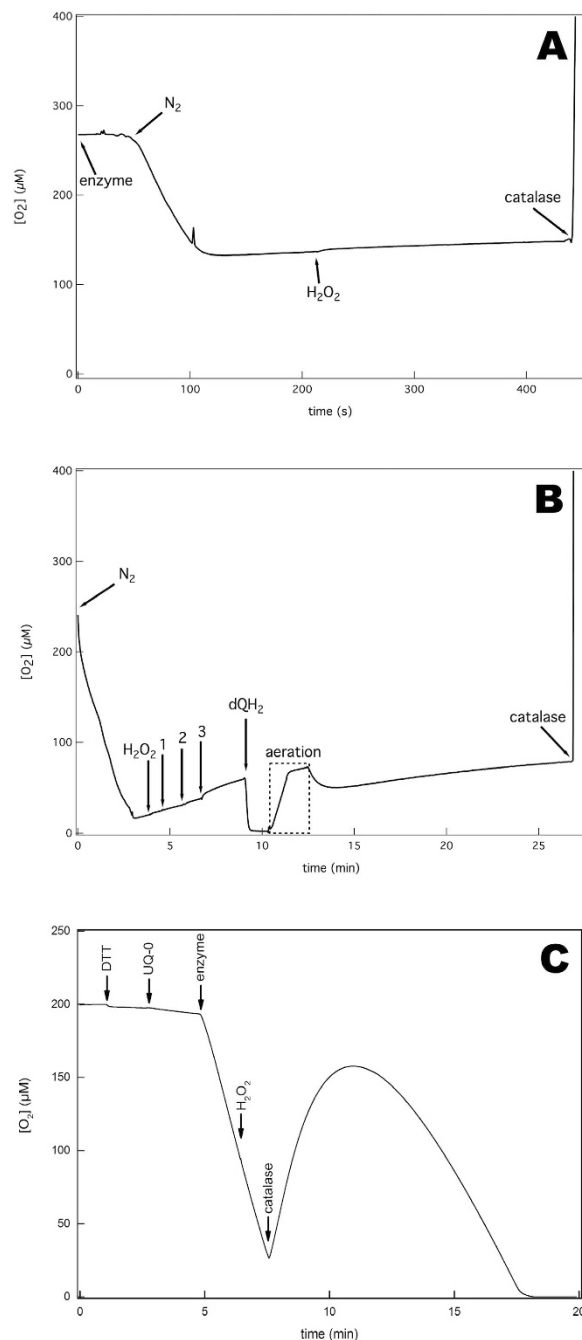 A
400
300
200
100
0
[O₂] (µM)
N₂
enzyme
catalase
H₂O₂
0
100
200
300
400
time (s)
B
400
300
200
100
0
[O₂] (µM)
N₂
H₂O₂
1
2
3
dQH₂
aeration
catalase
0
5
10
15
20
25
time (min)
C
250
200
150
100
50
0
[O₂] (µM)
DTT
UQ-0
enzyme
H₂O₂
catalase
0
5
10
15
20
time (min)